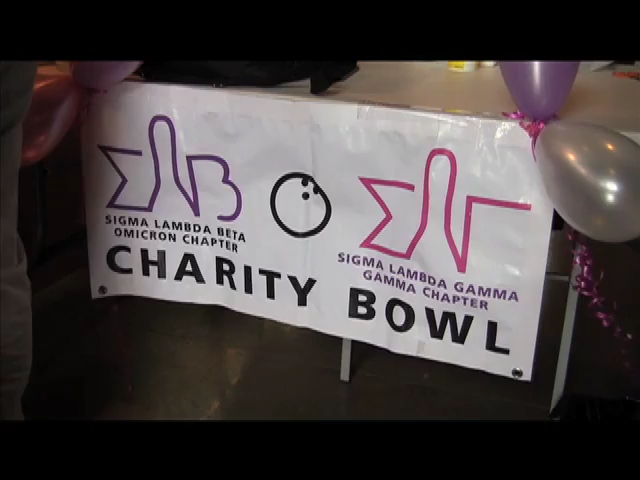 ΣΛΒ
SIGMA LAMBDA BETA
OMICRON CHAPTER
ΣΛΓ
SIGMA LAMBDA GAMMA
GAMMA CHAPTER
CHARITY BOWL